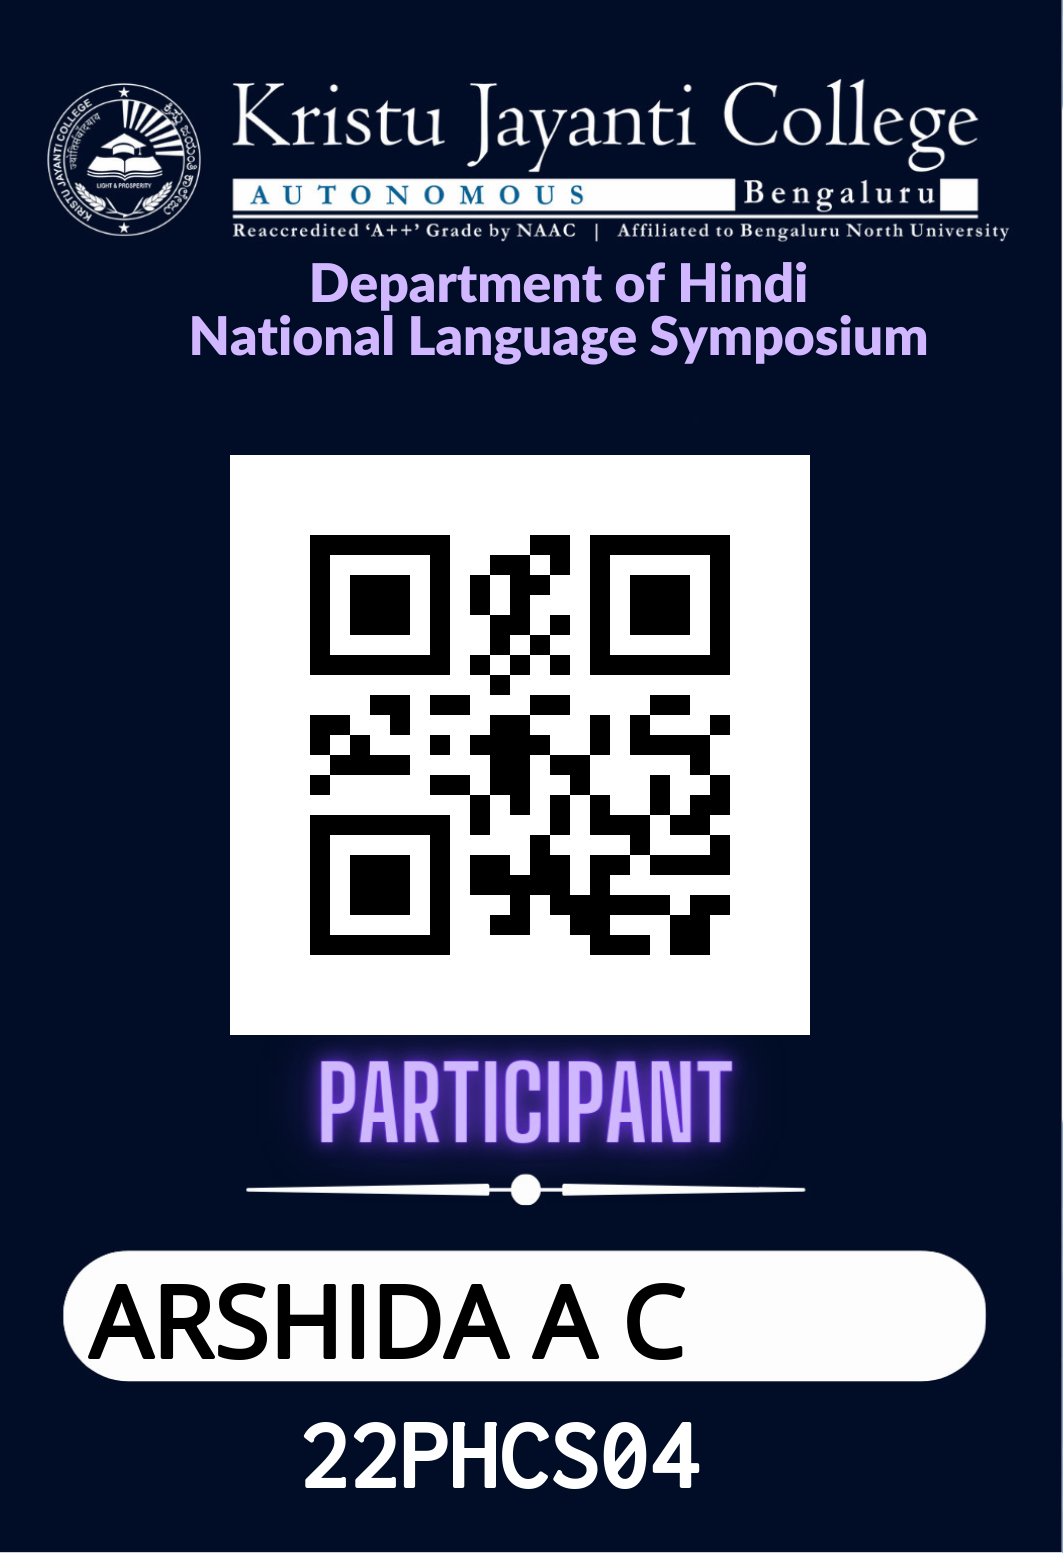 KRISTU JAYANTI COLLEGE
LIGHT & PROSPERITY
Kristu Jayanti College
AUTONOMOUS Bengaluru
Reaccredited ‘A++’ Grade by NAAC | Affiliated to Bengaluru North University
Department of Hindi
National Language Symposium
PARTICIPANT
ARSHIDA A C
22PHCS04